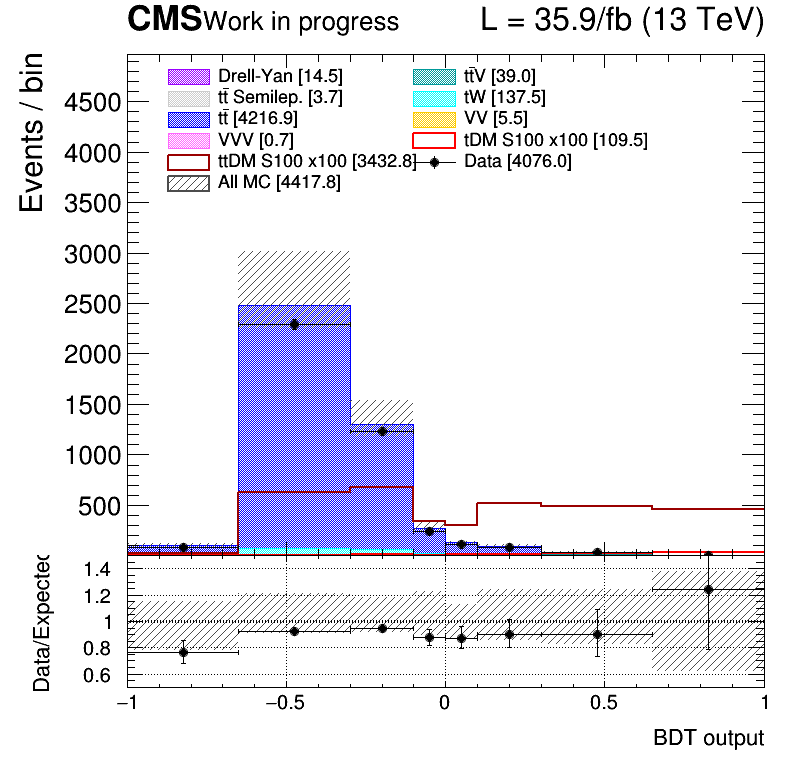 CMS Work in progress L = 35.9/fb (13 TeV)
Events / bin
Drell-Yan [14.5] tt̄V [39.0]
tt̄ Semilep. [3.7] tW [137.5]
tt̄ [4216.9] VV [5.5]
VVV [0.7] tDM S100 x100 [109.5]
ttDM S100 x100 [3432.8] Data [4076.0]
All MC [4417.8]
4500
4000
3500
3000
2500
2000
1500
1000
500
Data/Expected
1.4
1.2
1
0.8
0.6
−1 −0.5 0 0.5 1
BDT output